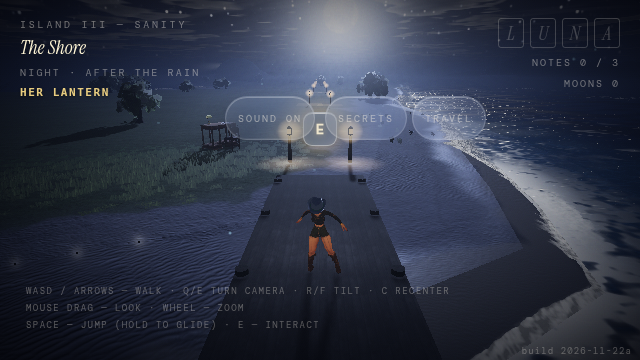 ISLAND III — SANITY
The Shore
NIGHT · AFTER THE RAIN
HER LANTERN
LUNA
NOTES 0 / 3
MOONS 0
SOUND ON
E
SECRETS
TRAVEL
WASD / ARROWS — WALK · Q/E TURN CAMERA · R/F TILT · C RECENTER
MOUSE DRAG — LOOK · WHEEL — ZOOM
SPACE — JUMP (HOLD TO GLIDE) · E — INTERACT
build 2026-11-22a